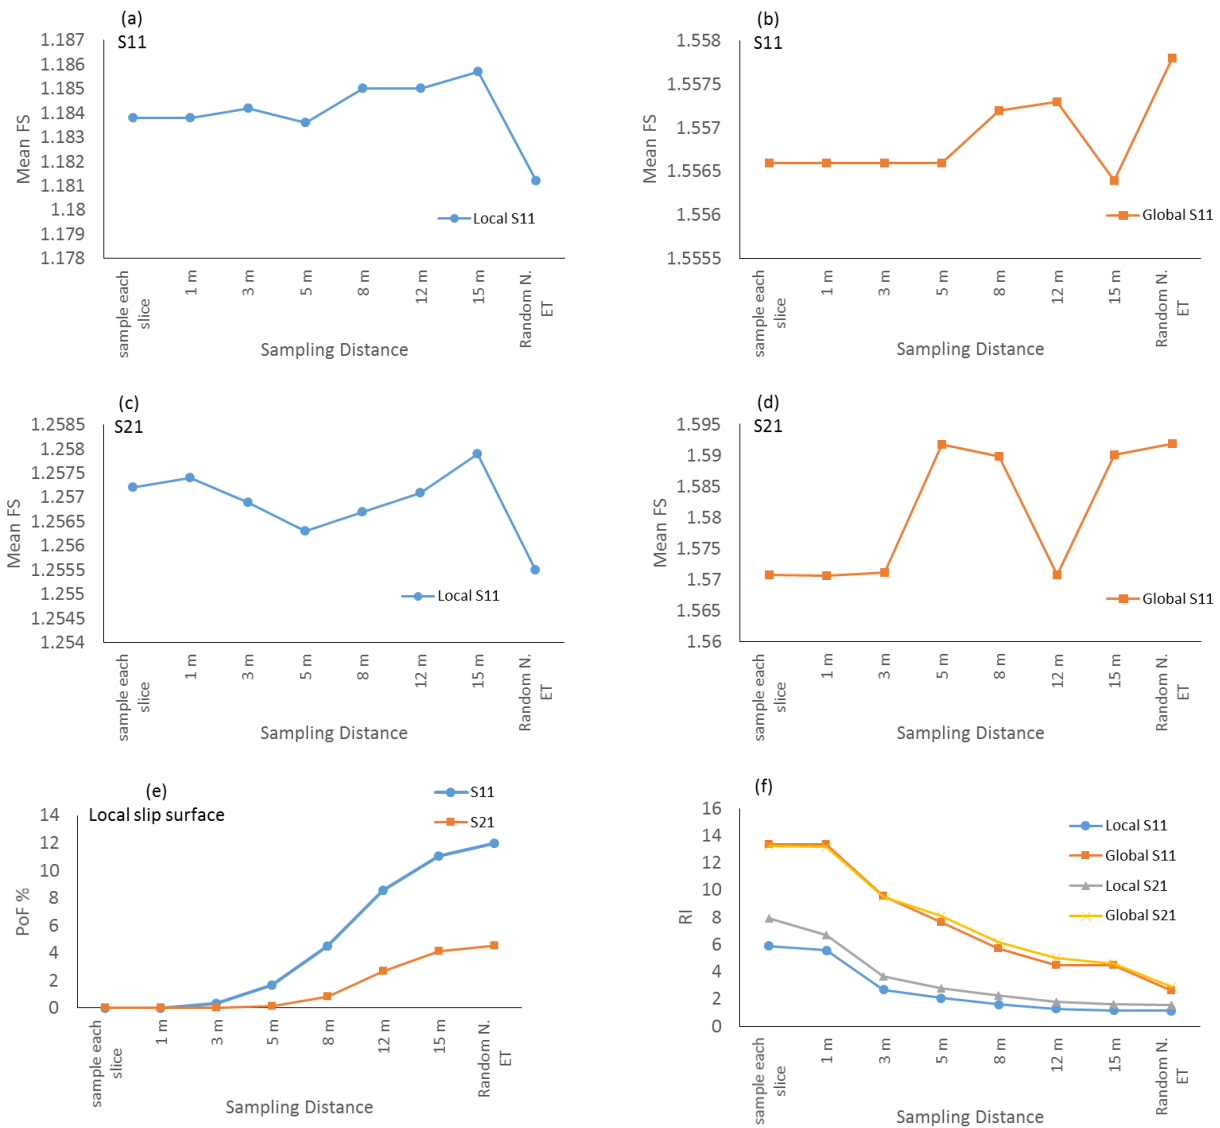 (a)
S11
1.187
1.186
1.185
1.184
1.183
1.182
1.181
1.18
1.179
1.178
Mean FS
Local S11
sample each slice
1 m
3 m
5 m
8 m
12 m
15 m
Random N. ET
Sampling Distance
(b)
S11
1.558
1.5575
1.557
1.5565
1.556
1.5555
Mean FS
Global S11
sample each slice
1 m
3 m
5 m
8 m
12 m
15 m
Random N. ET
Sampling Distance
(c)
S21
1.2585
1.258
1.2575
1.257
1.2565
1.256
1.2555
1.255
1.2545
1.254
Mean FS
Local S11
sample each slice
1 m
3 m
5 m
8 m
12 m
15 m
Random N. ET
Sampling Distance
(d)
S21
1.595
1.59
1.585
1.58
1.575
1.57
1.565
1.56
Mean FS
Global S11
sample each slice
1 m
3 m
5 m
8 m
12 m
15 m
Random N. ET
Sampling Distance
(e)
Local slip surface
S11
S21
14
12
10
8
6
4
2
0
PoF %
sample each slice
1 m
3 m
5 m
8 m
12 m
15 m
Random N. ET
Sampling Distance
(f)
16
14
12
10
8
6
4
2
0
RI
Local S11
Global S11
Local S21
Global S21
sample each slice
1 m
3 m
5 m
8 m
12 m
15 m
Random N. ET
Sampling Distance